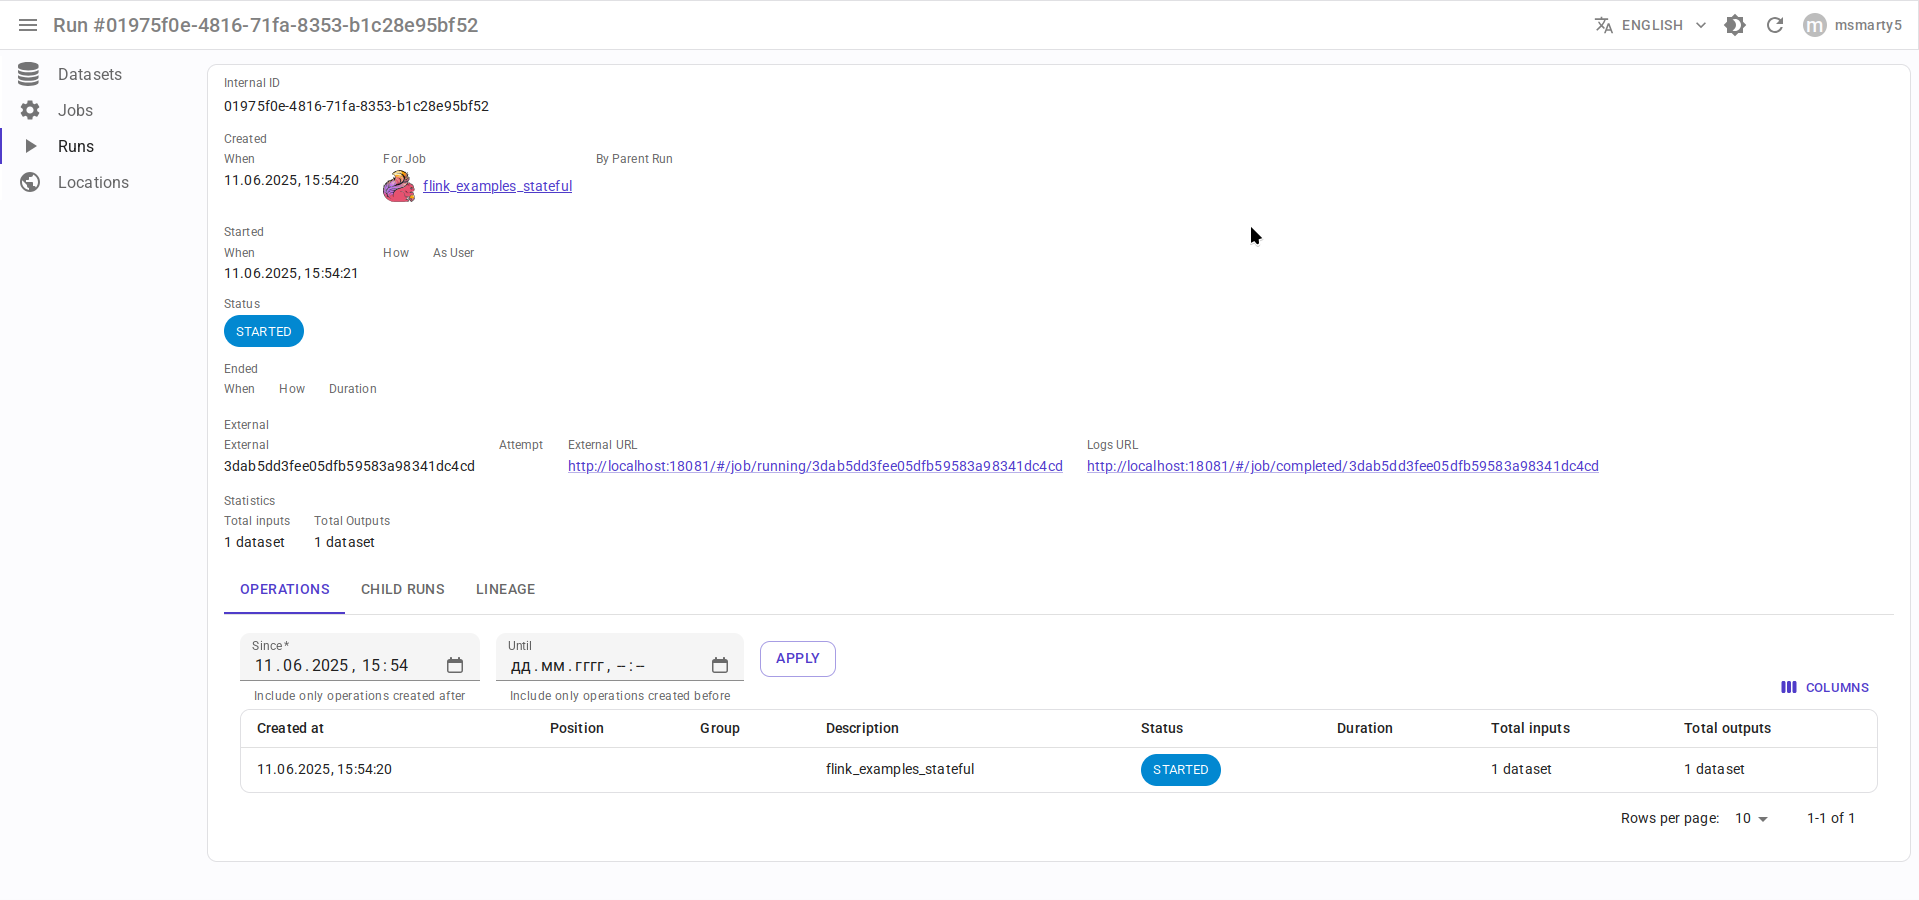 Run #01975f0e-4816-71fa-8353-b1c28e95bf52
ENGLISH
m msmarty5
Datasets
Jobs
Runs
Locations
Internal ID
01975f0e-4816-71fa-8353-b1c28e95bf52
Created
When For Job By Parent Run
11.06.2025, 15:54:20 flink_examples_stateful
Started
When How As User
11.06.2025, 15:54:21
Status
STARTED
Ended
When How Duration
External
External Attempt External URL Logs URL
3dab5dd3fee05dfb59583a98341dc4cd http://localhost:18081/#/job/running/3dab5dd3fee05dfb59583a98341dc4cd http://localhost:18081/#/job/completed/3dab5dd3fee05dfb59583a98341dc4cd
Statistics
Total inputs Total Outputs
1 dataset 1 dataset
OPERATIONS CHILD RUNS LINEAGE
Since* Until
11.06.2025, 15:54 дд.мм.гггг, --:-- APPLY
Include only operations created after Include only operations created before
COLUMNS
Created at Position Group Description Status Duration Total inputs Total outputs
11.06.2025, 15:54:20 flink_examples_stateful STARTED 1 dataset 1 dataset
Rows per page: 10 1-1 of 1